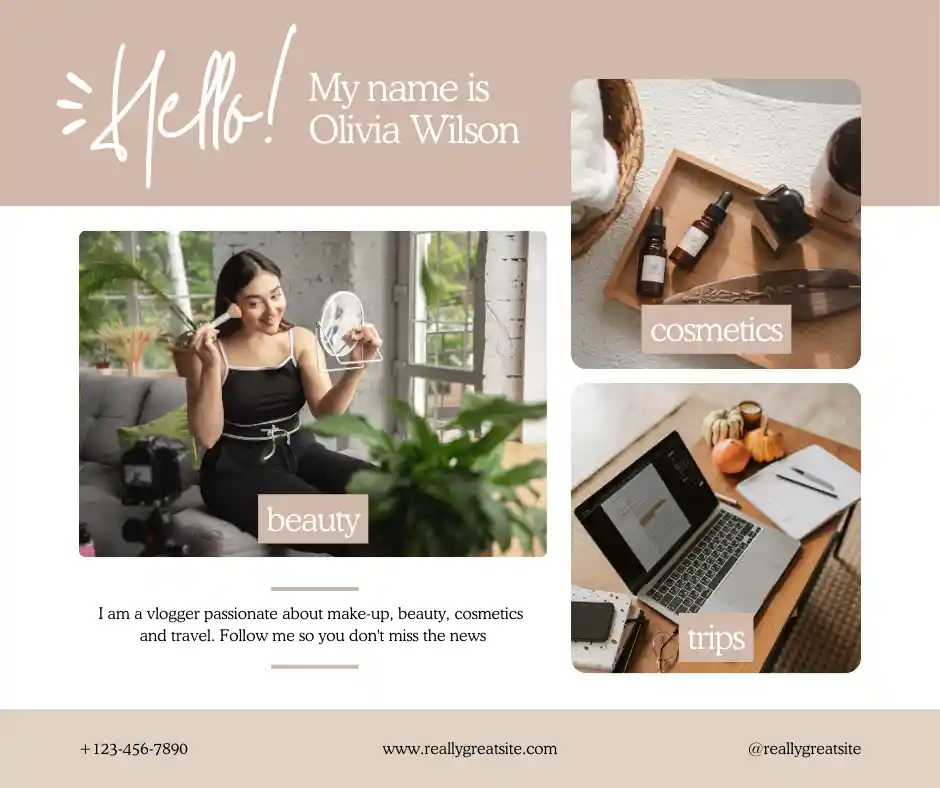 Hello!
My name is
Olivia Wilson
cosmetics
beauty
trips
I am a vlogger passionate about make-up, beauty, cosmetics
and travel. Follow me so you don't miss the news
+123-456-7890
www.reallygreatsite.com
@reallygreatsite